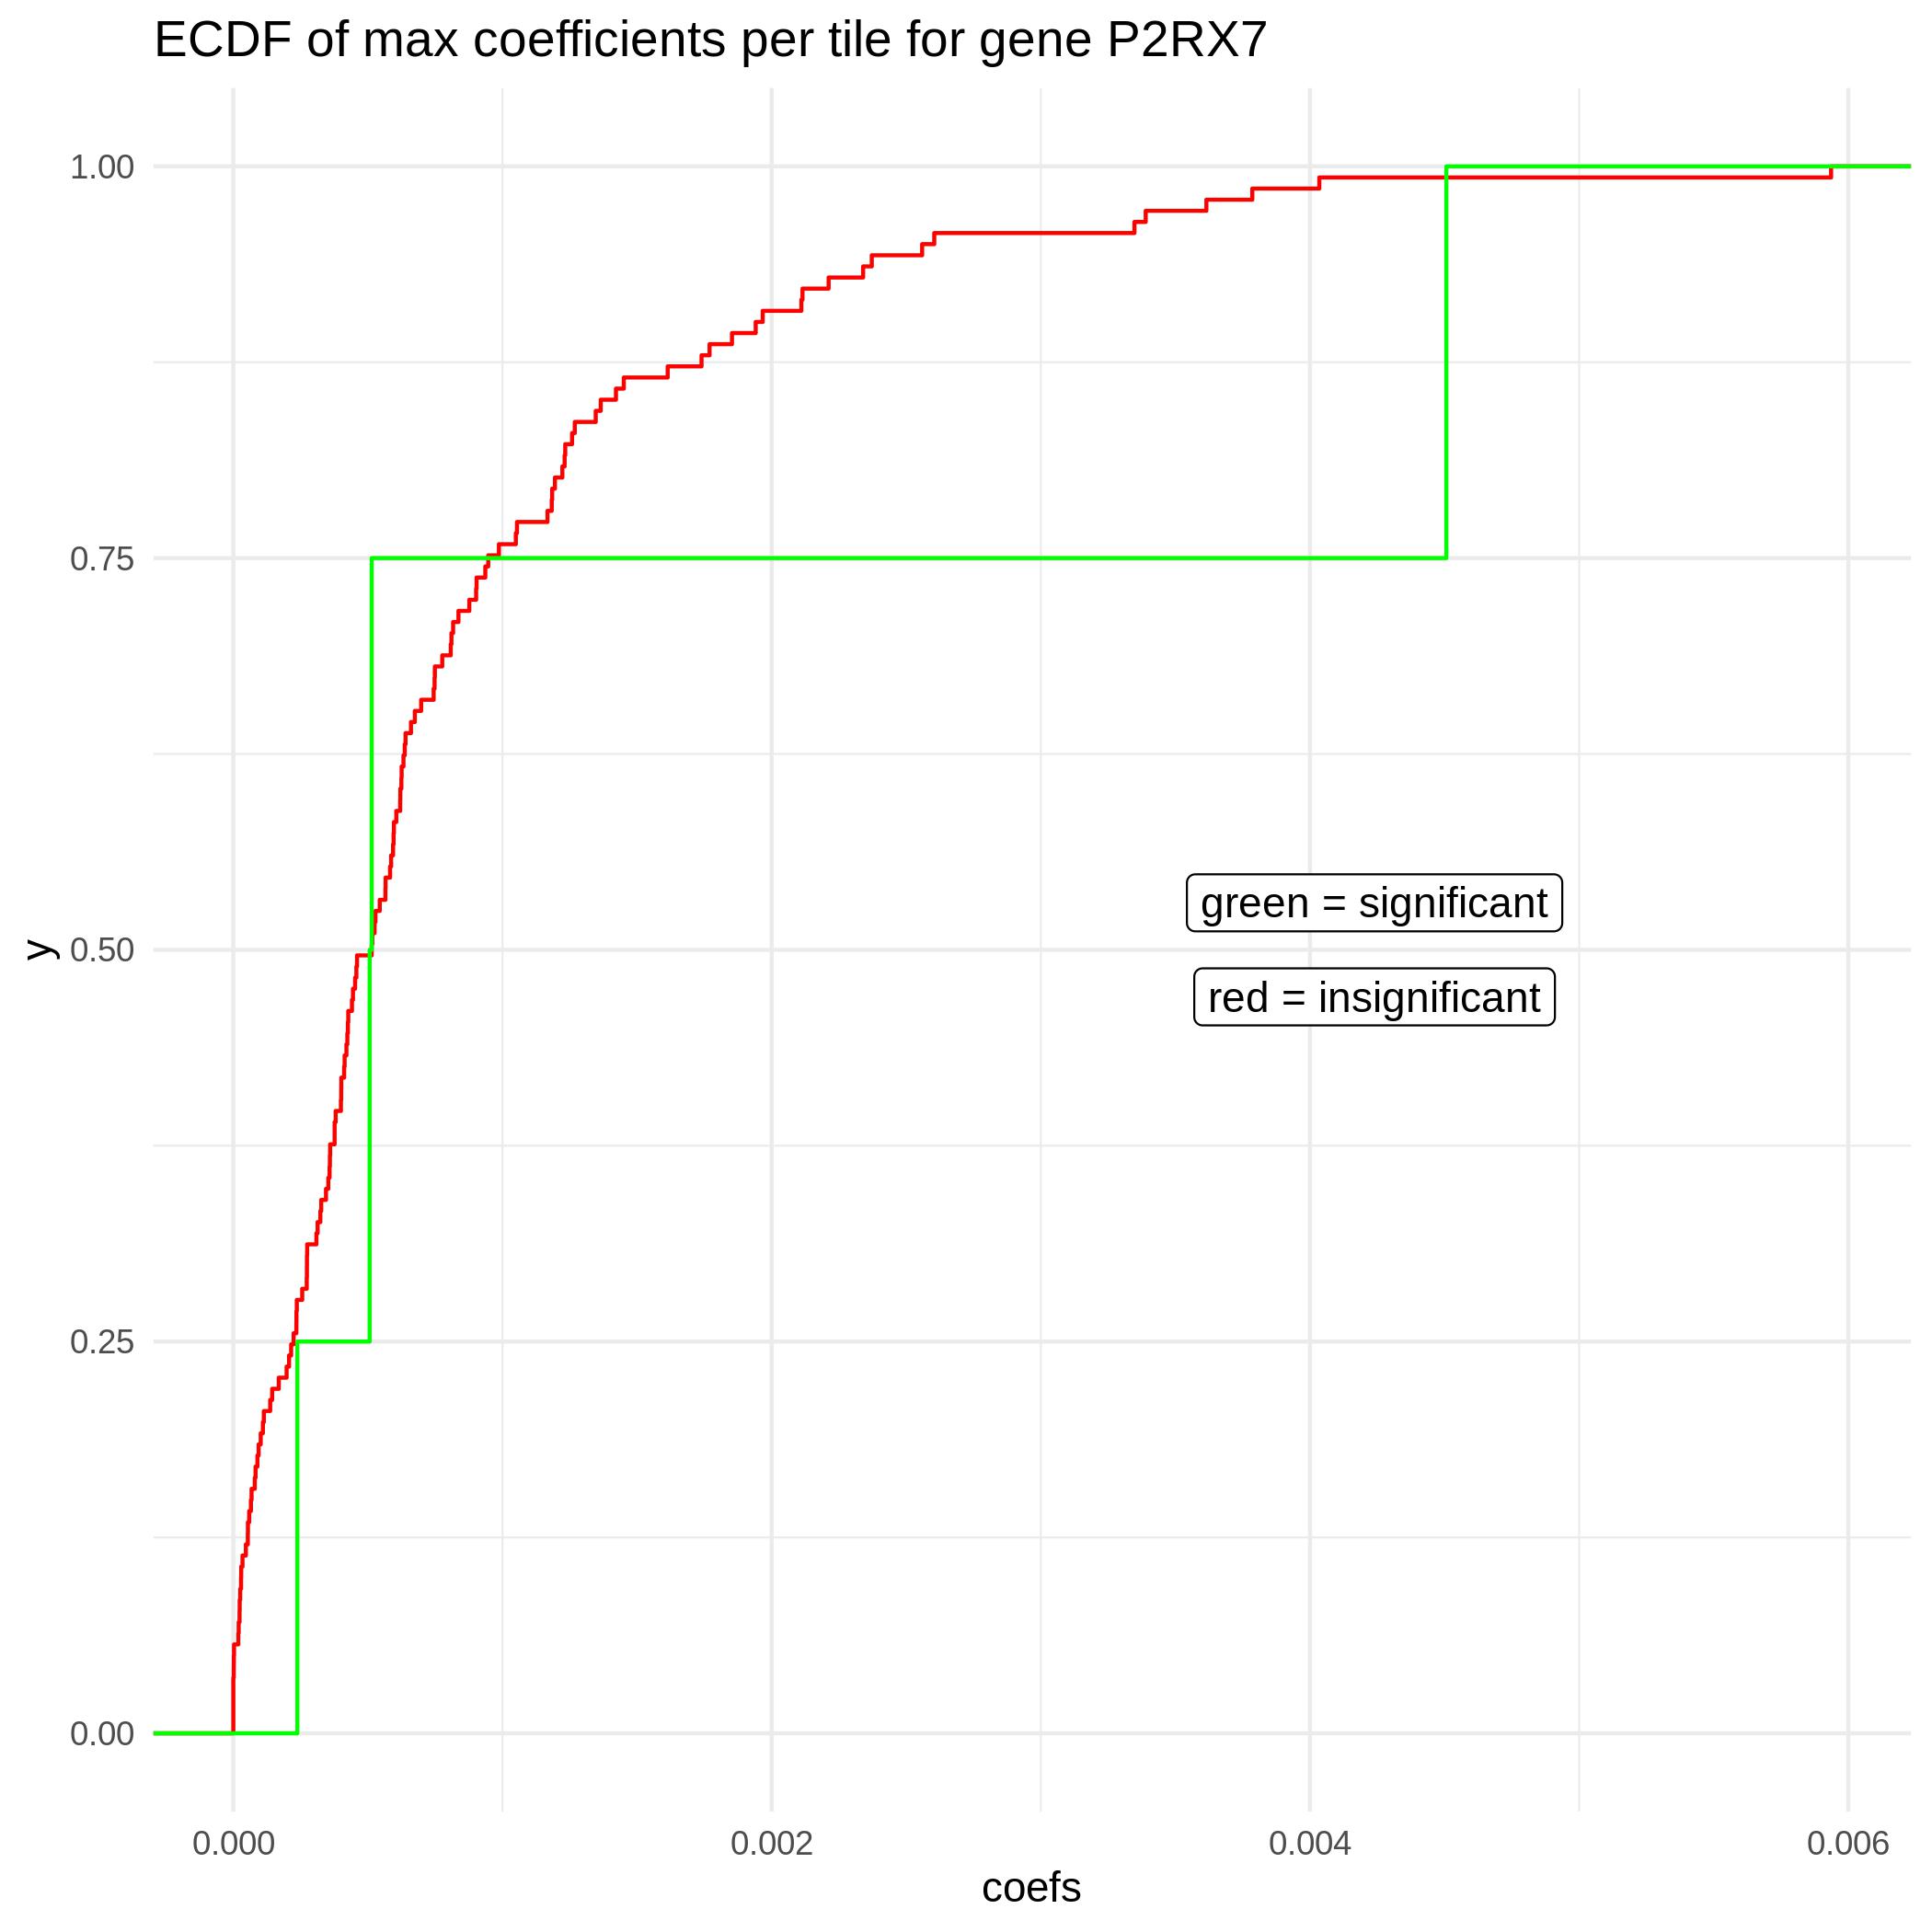 ECDF of max coefficients per tile for gene P2RX7
1.00
0.75
0.50
0.25
0.00
y
green = significant
red = insignificant
0.000
0.002
0.004
0.006
coefs